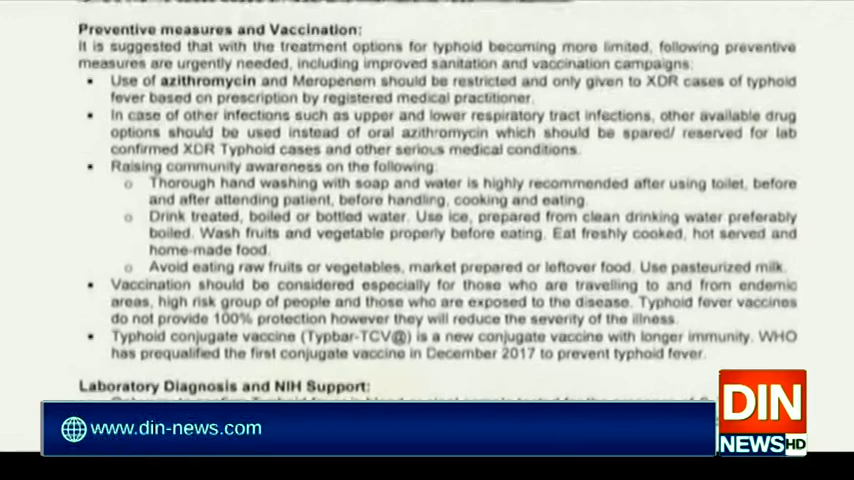 Preventive measures and Vaccination:
It is suggested that with the treatment options for typhoid becoming more limited, following preventive
measures are urgently needed, including improved sanitation and vaccination campaigns:
▪ Use of azithromycin and Meropenem should be restricted and only given to XDR cases of typhoid
fever based on prescription by registered medical practitioner.
▪ In case of other infections such as upper and lower respiratory tract infections, other available drug
options should be used instead of oral azithromycin which should be spared/ reserved for lab
confirmed XDR Typhoid cases and other serious medical conditions.
▪ Raising community awareness on the following:
o Thorough hand washing with soap and water is highly recommended after using toilet, before
and after attending patient, before handling, cooking and eating.
o Drink treated, boiled or bottled water. Use ice, prepared from clean drinking water preferably
boiled. Wash fruits and vegetable properly before eating. Eat freshly cooked, hot served and
home-made food.
o Avoid eating raw fruits or vegetables, market prepared or leftover food. Use pasteurized milk.
▪ Vaccination should be considered especially for those who are travelling to and from endemic
areas, high risk group of people and those who are exposed to the disease. Typhoid fever vaccines
do not provide 100% protection however they will reduce the severity of the illness.
▪ Typhoid conjugate vaccine (Typbar-TCV@) is a new conjugate vaccine with longer immunity. WHO
has prequalified the first conjugate vaccine in December 2017 to prevent typhoid fever.
Laboratory Diagnosis and NIH Support:
www.din-news.com
DIN
NEWS HD